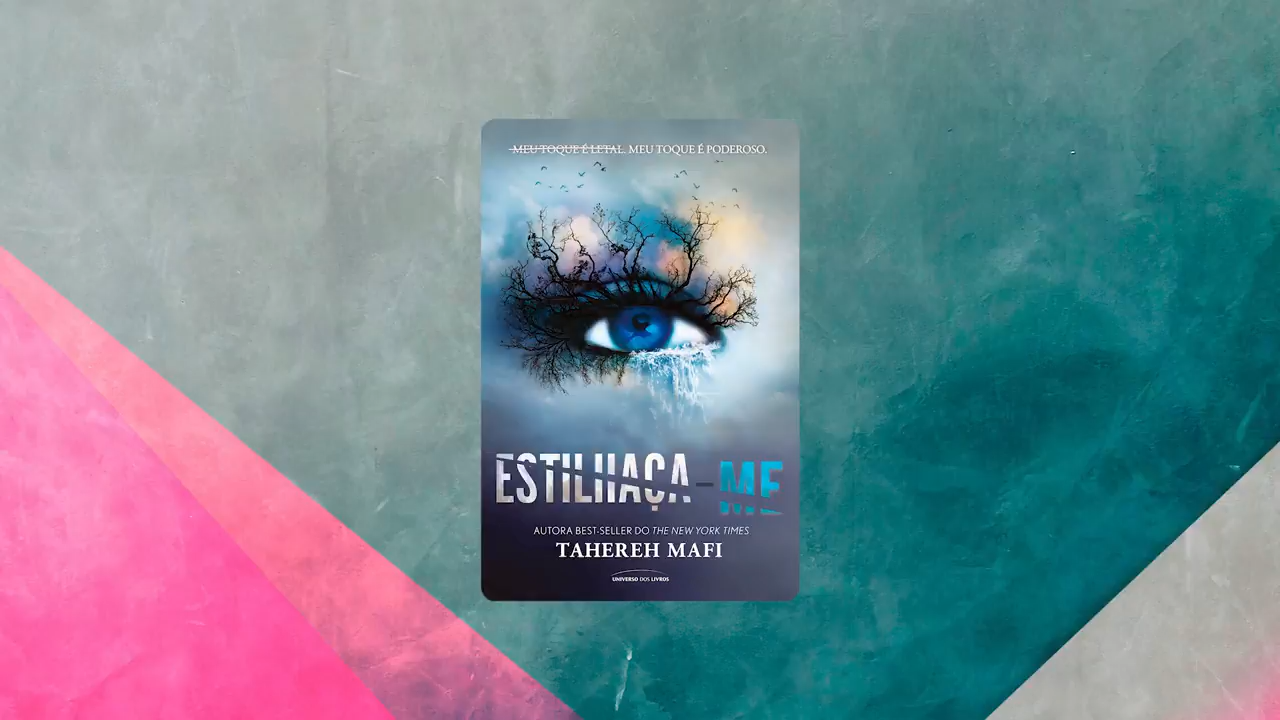 MEU TOQUE É LETAL. MEU TOQUE É PODEROSO.
ESTILHAÇA-ME
AUTORA BEST-SELLER DO THE NEW YORK TIMES
TAHEREH MAFI
UNIVERSO DOS LIVROS